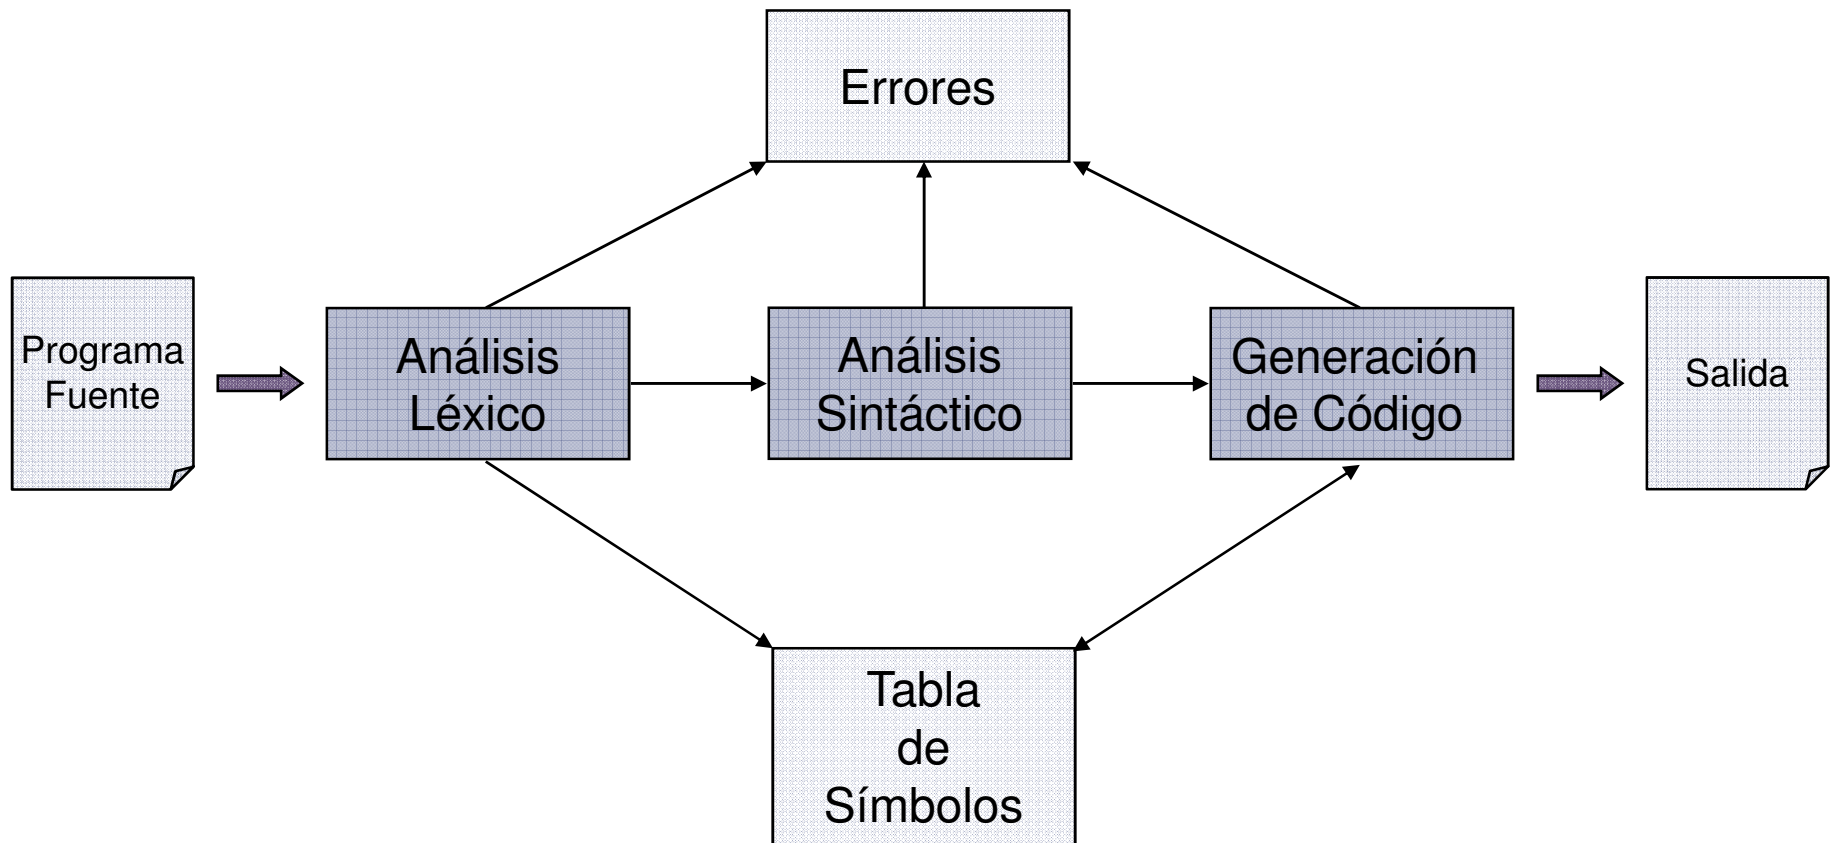 Errores
Programa
Fuente
Análisis
Léxico
Análisis
Sintáctico
Generación
de Código
Salida
Tabla
de
Símbolos